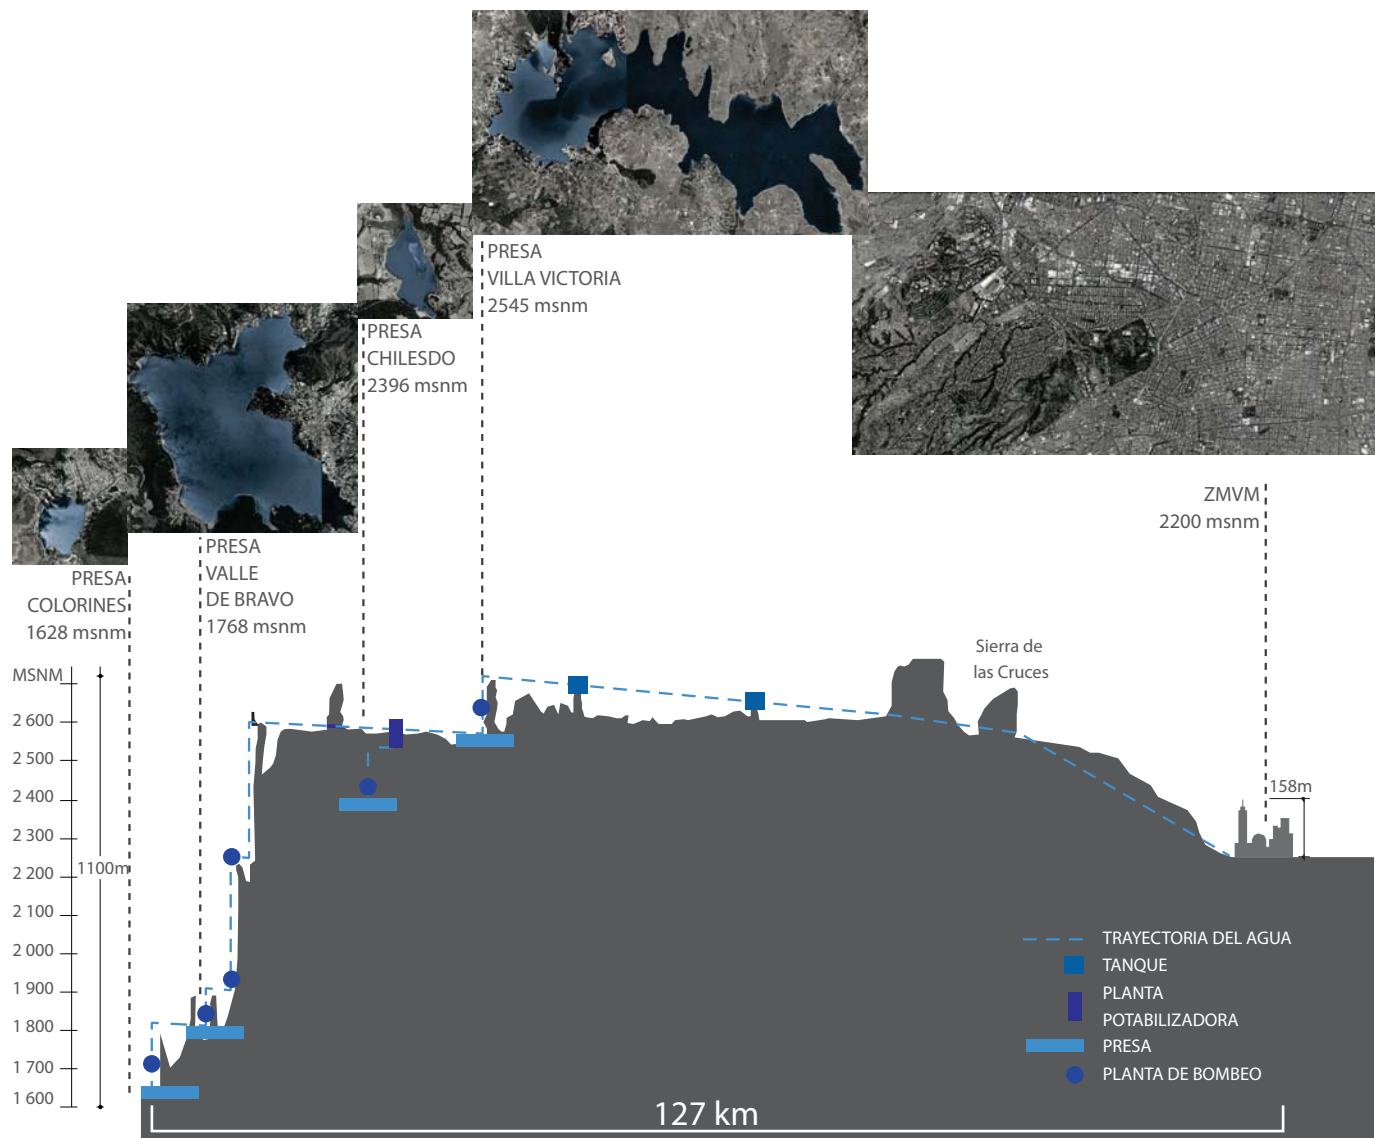 PRESA
VILLA VICTORIA
2545 msnm
PRESA
CHILESDO
2396 msnm
ZMVM
2200 msnm
PRESA
VALLE
DE BRAVO
1768 msnm
PRESA
COLORINES
1628 msnm
Sierra de
las Cruces
MSNM
2 600
2 500
2 400
2 300
2 200
2 100
2 000
1 900
1 800
1 700
1 600
1100m
158m
TRAYECTORIA DEL AGUA
TANQUE
PLANTA
POTABILIZADORA
PRESA
PLANTA DE BOMBEO
127 km